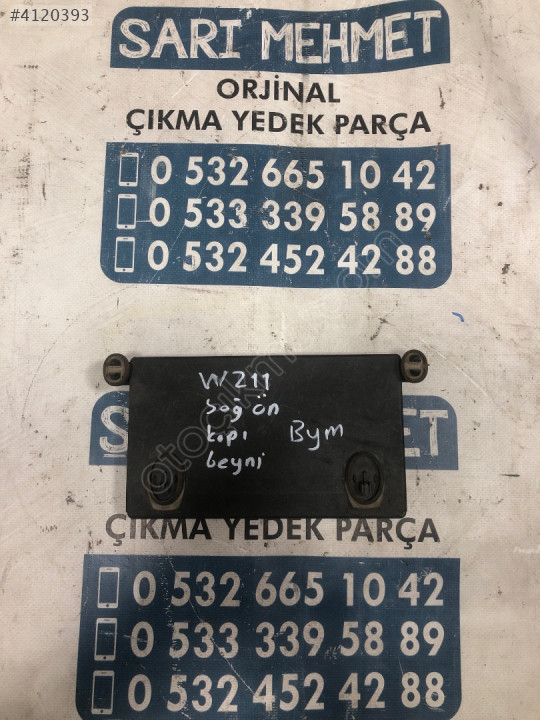 #4120393
SARI MEHMET
ORJİNAL
ÇIKMA YEDEK PARÇA
0 532 665 10 42
0 533 339 58 89
0 532 452 42 88
W211
sağ ön
kapı Bym
beyni
ÇIKMA YEDEK PARÇA
0 532 665 10 42
0 533 339 58 89
0 532 452 42 88